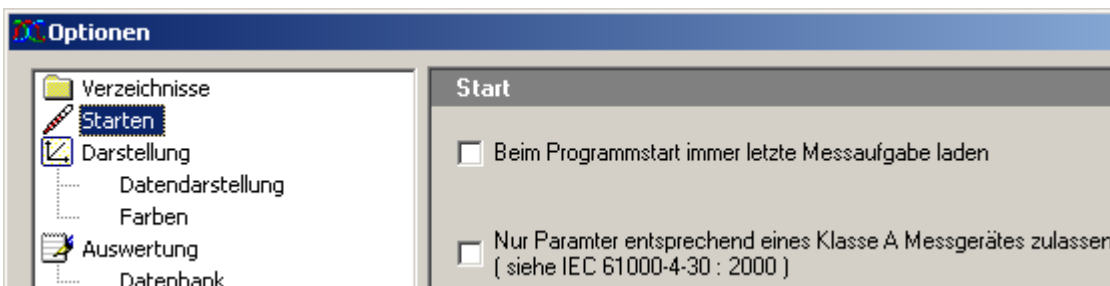 Optionen
Verzeichnisse
Starten
Darstellung
Datendarstellung
Farben
Auswertung
Datenbank
Start
Beim Programmstart immer letzte Messaufgabe laden
Nur Paramter entsprechend eines Klasse A Messgerätes zulassen
( siehe IEC 61000-4-30 : 2000 )